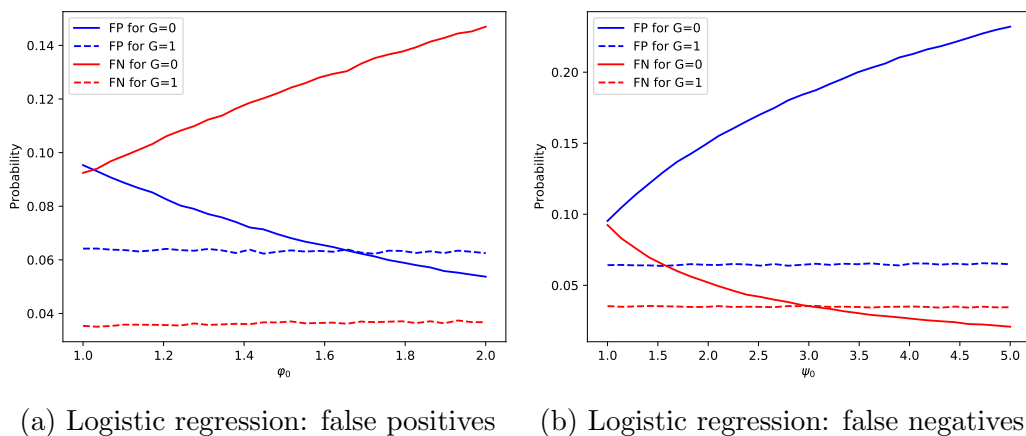 FP for G=0
FP for G=1
FN for G=0
FN for G=1
Probability
0.14
0.12
0.10
0.08
0.06
0.04
1.0 1.2 1.4 1.6 1.8 2.0
φ₀
FP for G=0
FP for G=1
FN for G=0
FN for G=1
Probability
0.20
0.15
0.10
0.05
1.0 1.5 2.0 2.5 3.0 3.5 4.0 4.5 5.0
ψ₀
(a) Logistic regression: false positives
(b) Logistic regression: false negatives